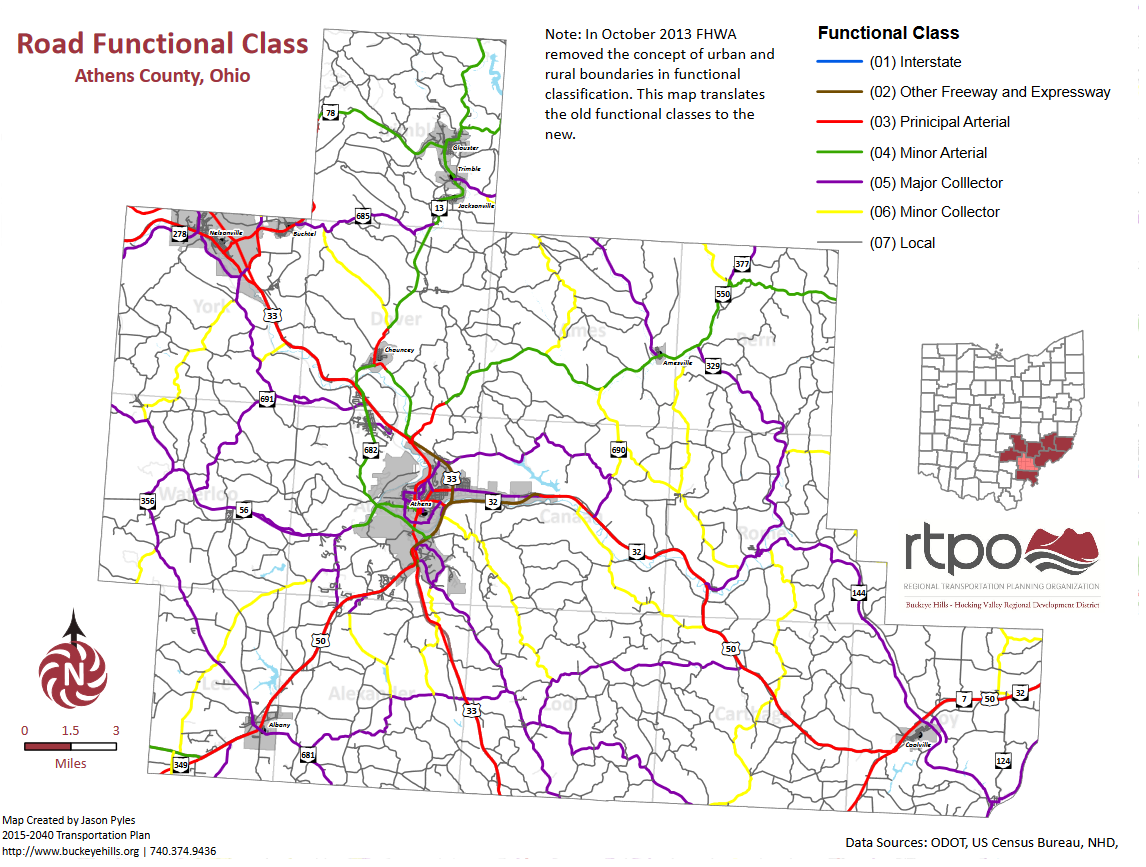 Road Functional Class
Athens County, Ohio
Note: In October 2013 FHWA
removed the concept of urban and
rural boundaries in functional
classification. This map translates
the old functional classes to the
new.
Functional Class
(01) Interstate
(02) Other Freeway and Expressway
(03) Prinicipal Arterial
(04) Minor Arterial
(05) Major Colllector
(06) Minor Collector
(07) Local
78
Glouster
Trimble
Jacksonville
13
685
278
Nelsonville
Buchtel
377
550
York
33
Dover
Ames
Bern
Chauncey
Amesville
329
691
682
690
33
Waterloo
356
56
Athens
32
Canaan
Rome
32
144
50
50
Lee
Alexander
Lodi
Carthage
33
7
50
32
Albany
681
349
Coolville
124
N
0 1.5 3
Miles
rtpo
REGIONAL TRANSPORTATION PLANNING ORGANIZATION
Buckeye Hills - Hocking Valley Regional Development District
Map Created by Jason Pyles
2015-2040 Transportation Plan
http://www.buckeyehills.org | 740.374.9436
Data Sources: ODOT, US Census Bureau, NHD,